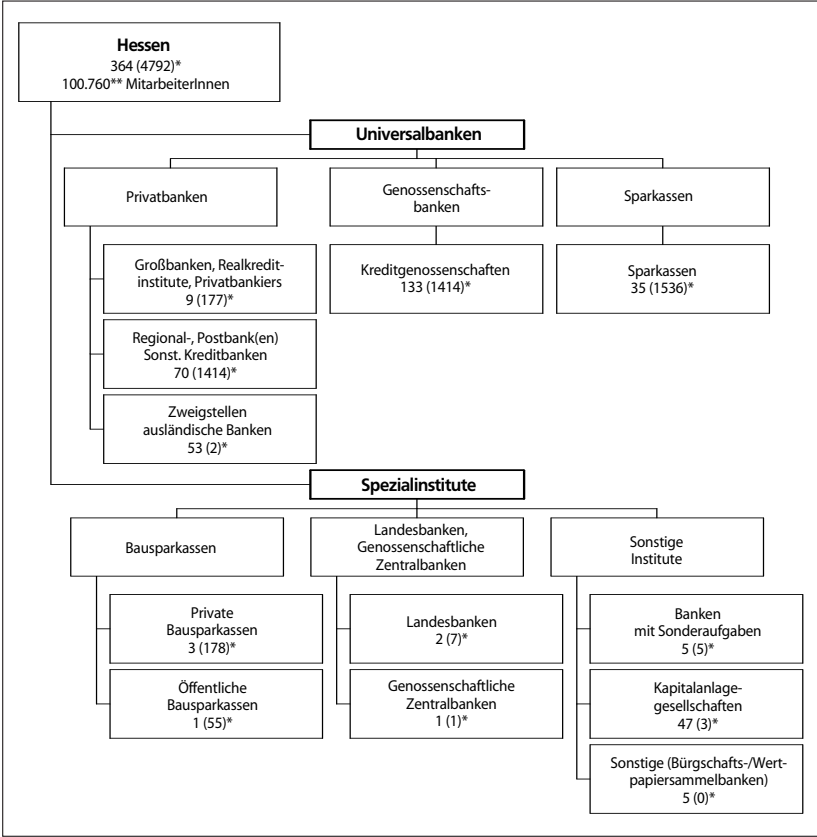 Hessen
364 (4792)*
100.760** MitarbeiterInnen
Universalbanken
Privatbanken
Genossenschafts-
banken
Sparkassen
Großbanken, Realkredit-
institute, Privatbankiers
9 (177)*
Kreditgenossenschaften
133 (1414)*
Sparkassen
35 (1536)*
Regional-, Postbank(en)
Sonst. Kreditbanken
70 (1414)*
Zweigstellen
ausländische Banken
53 (2)*
Spezialinstitute
Bausparkassen
Landesbanken,
Genossenschaftliche
Zentralbanken
Sonstige
Institute
Private
Bausparkassen
3 (178)*
Landesbanken
2 (7)*
Banken
mit Sonderaufgaben
5 (5)*
Öffentliche
Bausparkassen
1 (55)*
Genossenschaftliche
Zentralbanken
1 (1)*
Kapitalanlage-
gesellschaften
47 (3)*
Sonstige (Bürgschafts-/Wert-
papiersammelbanken)
5 (0)*